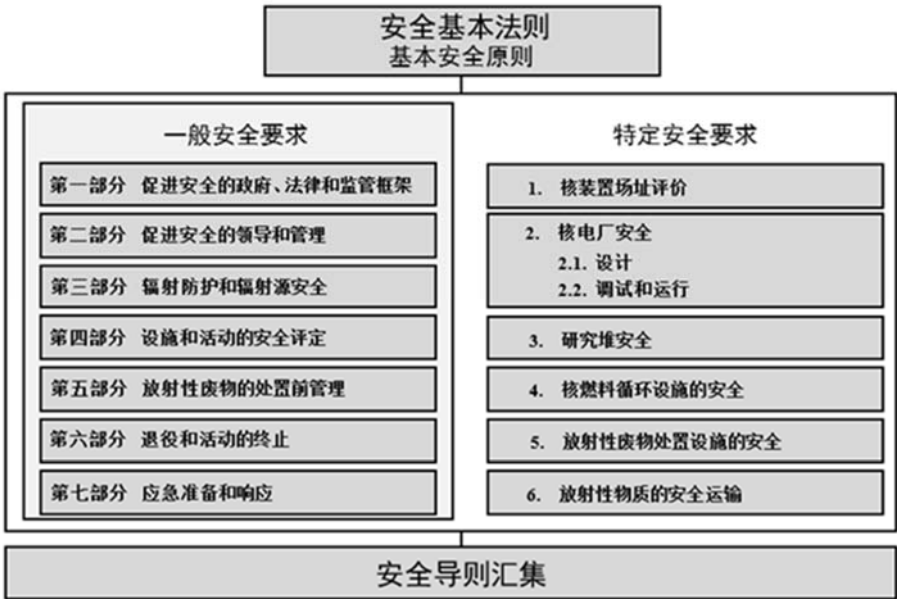 安全基本法则
基本安全原则
一般安全要求
第一部分 促进安全的政府、法律和监管框架
第二部分 促进安全的领导和管理
第三部分 辐射防护和辐射源安全
第四部分 设施和活动的安全评定
第五部分 放射性废物的处置前管理
第六部分 退役和活动的终止
第七部分 应急准备和响应
特定安全要求
1. 核装置场址评价
2. 核电厂安全
2.1. 设计
2.2. 调试和运行
3. 研究堆安全
4. 核燃料循环设施的安全
5. 放射性废物处置设施的安全
6. 放射性物质的安全运输
安全导则汇集